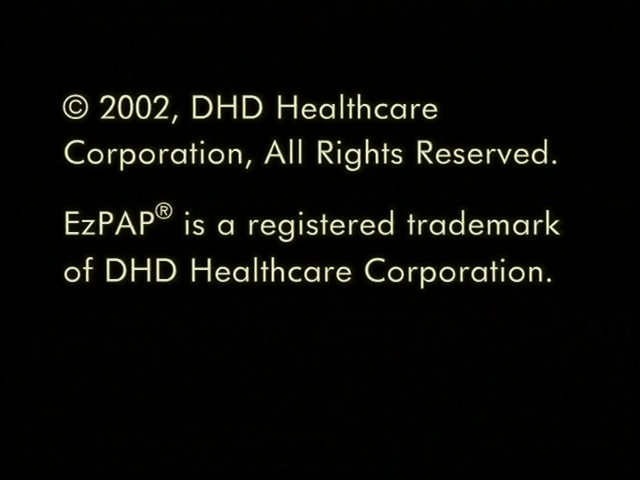 © 2002, DHD Healthcare
Corporation, All Rights Reserved.
EzPAP® is a registered trademark
of DHD Healthcare Corporation.